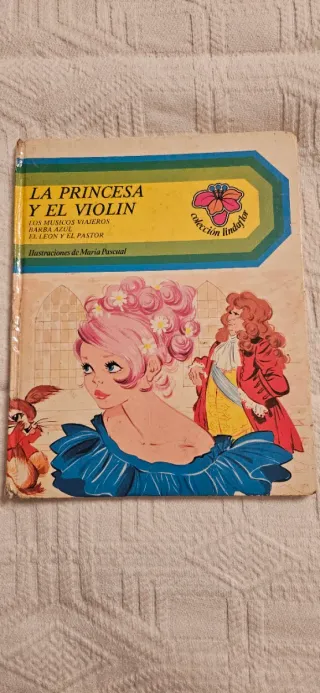 LA PRINCESA
Y EL VIOLIN
LOS MUSICOS VIAJEROS
BARBA AZUL
EL LEON Y EL PASTOR
Ilustraciones de María Pascual
colección lindaflor